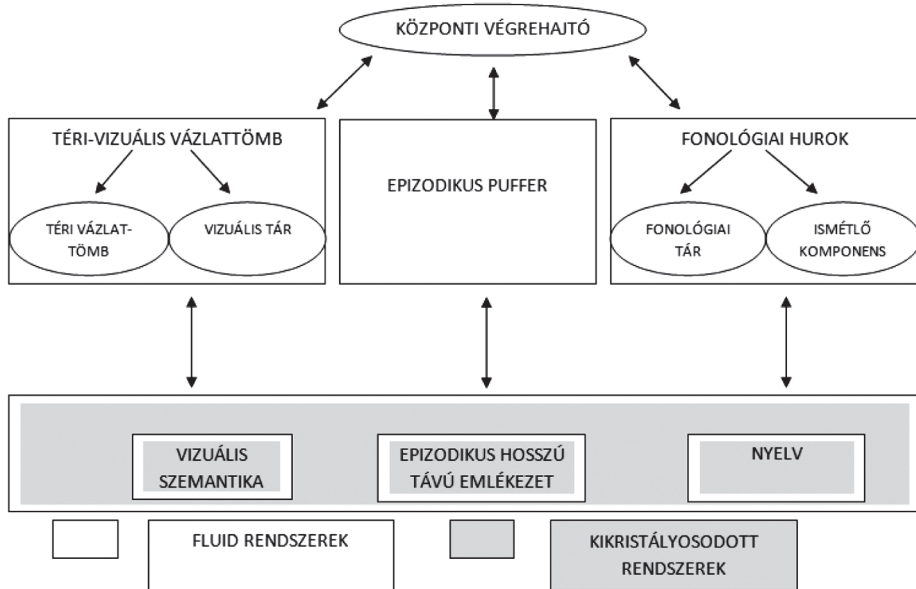 KÖZPONTI VÉGREHAJTÓ
TÉRI-VIZUÁLIS VÁZLATTÖMB
TÉRI VÁZLAT-
TÖMB
VIZUÁLIS TÁR
EPIZODIKUS PUFFER
FONOLÓGIAI HUROK
FONOLÓGIAI
TÁR
ISMÉTLŐ
KOMPONENS
VIZUÁLIS
SZEMANTIKA
EPIZODIKUS HOSSZÚ
TÁVÚ EMLÉKEZET
NYELV
FLUID RENDSZEREK
KIKRISTÁLYOSODOTT
RENDSZEREK